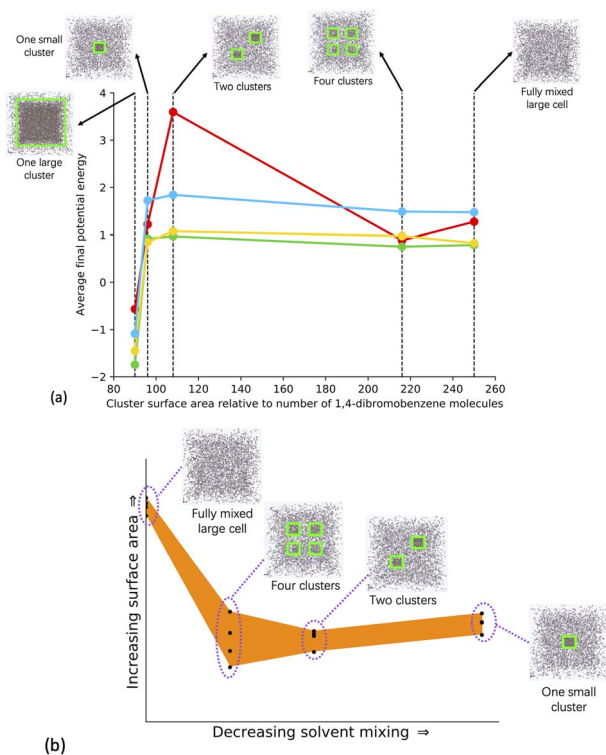 One small
cluster
Two clusters
Four clusters
Fully mixed
large cell
One large
cluster
Average final potential energy
4
3
2
1
0
−1
−2
80
100
120
140
160
180
200
220
240
260
Cluster surface area relative to number of 1,4-dibromobenzene molecules
(a)
Fully mixed
large cell
Four clusters
Two clusters
One small
cluster
Increasing surface area ⇒
Decreasing solvent mixing ⇒
(b)